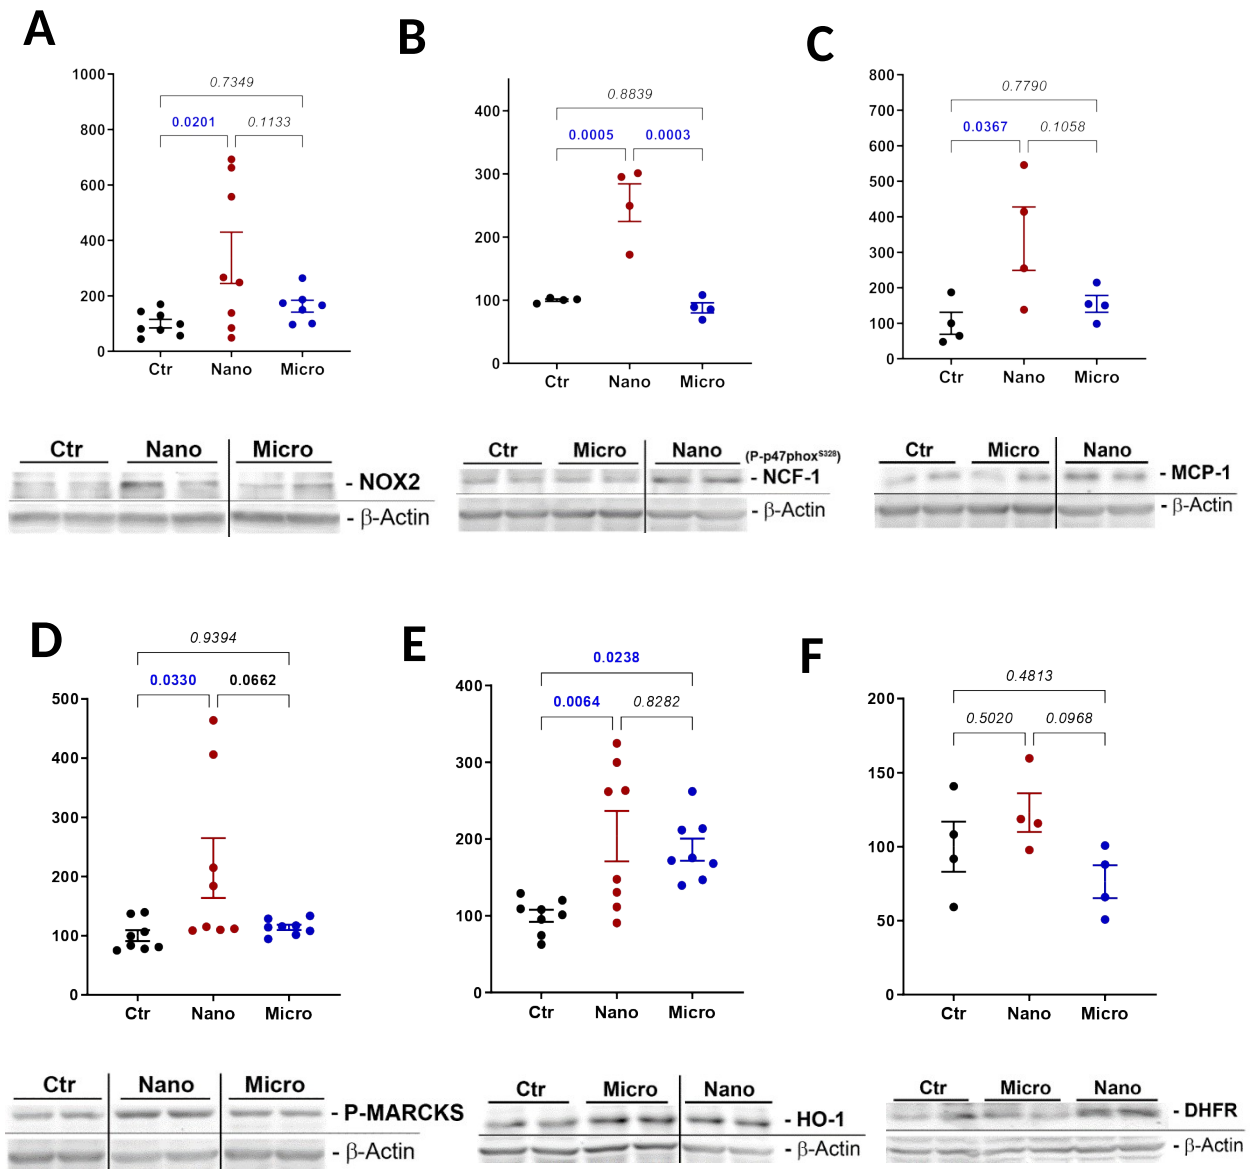 A
1000
800
600
400
200
0
0.7349
0.0201 0.1133
Ctr Nano Micro
B
400
300
200
100
0
0.8839
0.0005 0.0003
Ctr Nano Micro
C
800
700
600
500
400
300
200
100
0
0.7790
0.0367 0.1058
Ctr Nano Micro
Ctr Nano Micro
- NOX2
- β-Actin
Ctr Micro Nano
(P-p47phox^S328)
- NCF-1
- β-Actin
Ctr Micro Nano
- MCP-1
- β-Actin
D
0.9394
0.0330 0.0662
500
400
300
200
100
0
Ctr Nano Micro
E
0.0238
0.0064 0.8282
400
300
200
100
0
Ctr Nano Micro
F
0.4813
0.5020 0.0968
200
150
100
50
0
Ctr Nano Micro
Ctr Nano Micro
- P-MARCKS
- β-Actin
Ctr Micro Nano
- HO-1
- β-Actin
Ctr Micro Nano
- DHFR
- β-Actin